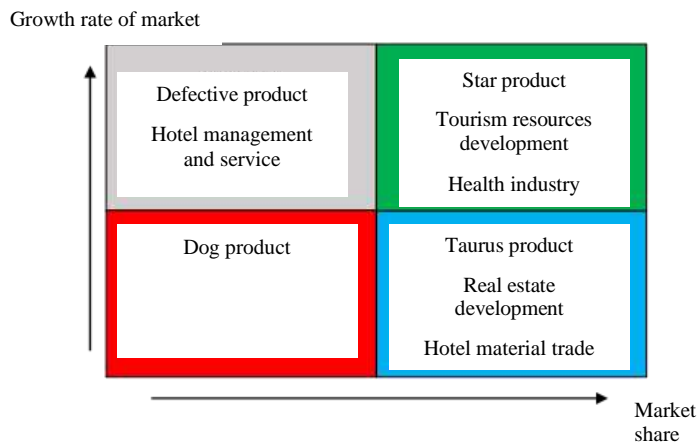 Growth rate of market
Defective product
Hotel management
and service
Star product
Tourism resources
development
Health industry
Dog product
Taurus product
Real estate
development
Hotel material trade
Market
share